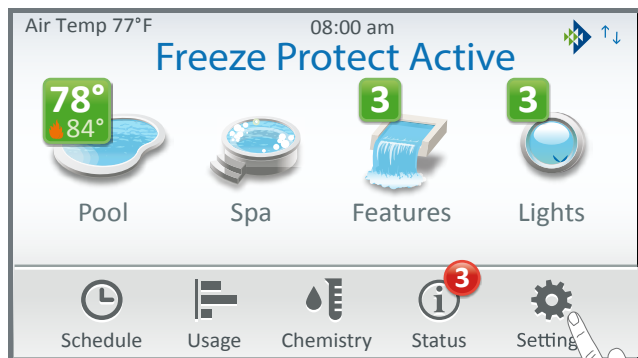 Air Temp 77°F 08:00 am
Freeze Protect Active
78°
84°
3
3
Pool Spa Features Lights
3
Schedule Usage Chemistry Status Setting